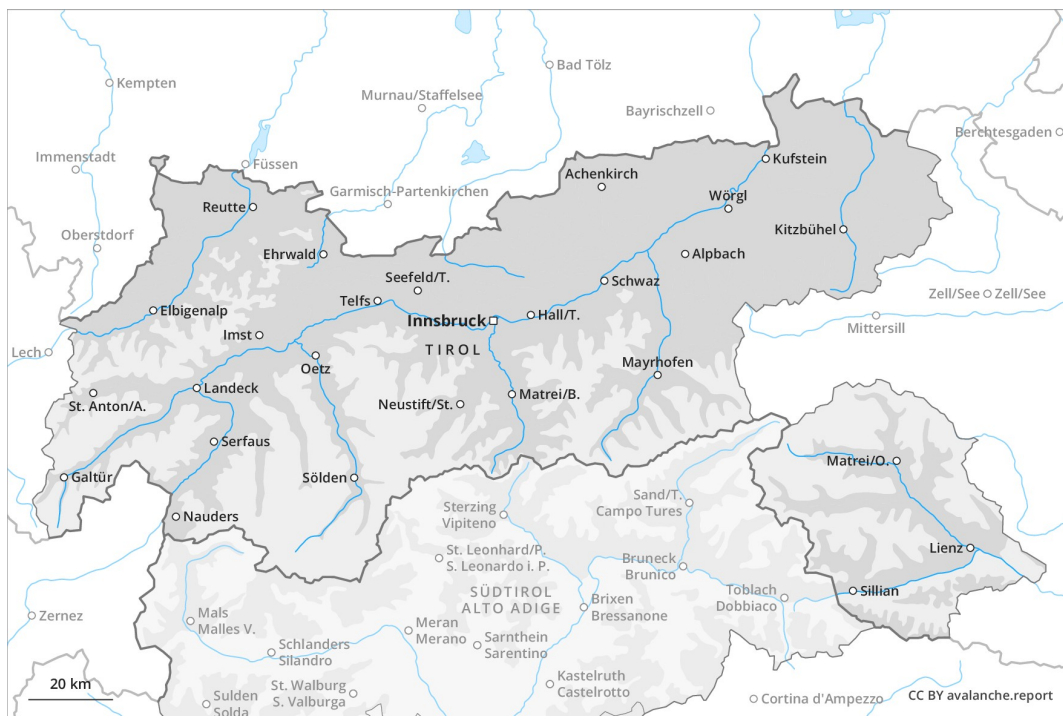 Kempten
Bad Tölz
Murnau/Staffelsee
Bayrischzell
Berchtesgaden
Immenstadt
Füssen
Kufstein
Achenkirch
Garmisch-Partenkirchen
Reutte
Wörgl
Oberstdorf
Kitzbühel
Ehrwald
Alpbach
Seefeld/T.
Schwaz
Zell/See
Zell/See
Telfs
Elbigenalp
Hall/T.
Innsbruck
Mittersill
Imst
TIROL
Lech
Oetz
Mayrhofen
Landeck
St. Anton/A.
Neustift/St.
Matrei/B.
Serfaus
Matrei/O.
Galtür
Sölden
Sand/T.
Campo Tures
Sterzing
Vipiteno
Nauders
Lienz
St. Leonhard/P.
S. Leonardo i. P.
Bruneck
Brunico
SÜDTIROL
ALTO ADIGE
Sillian
Toblach
Dobbiaco
Brixen
Bressanone
Zernez
Mals
Malles V.
Meran
Merano
Sarnthein
Sarentino
Schlanders
Silandro
Kastelruth
Castelrotto
20 km
St. Walburg
S. Valburga
Sulden
Solda
Cortina d'Ampezzo
CC BY avalanche.report